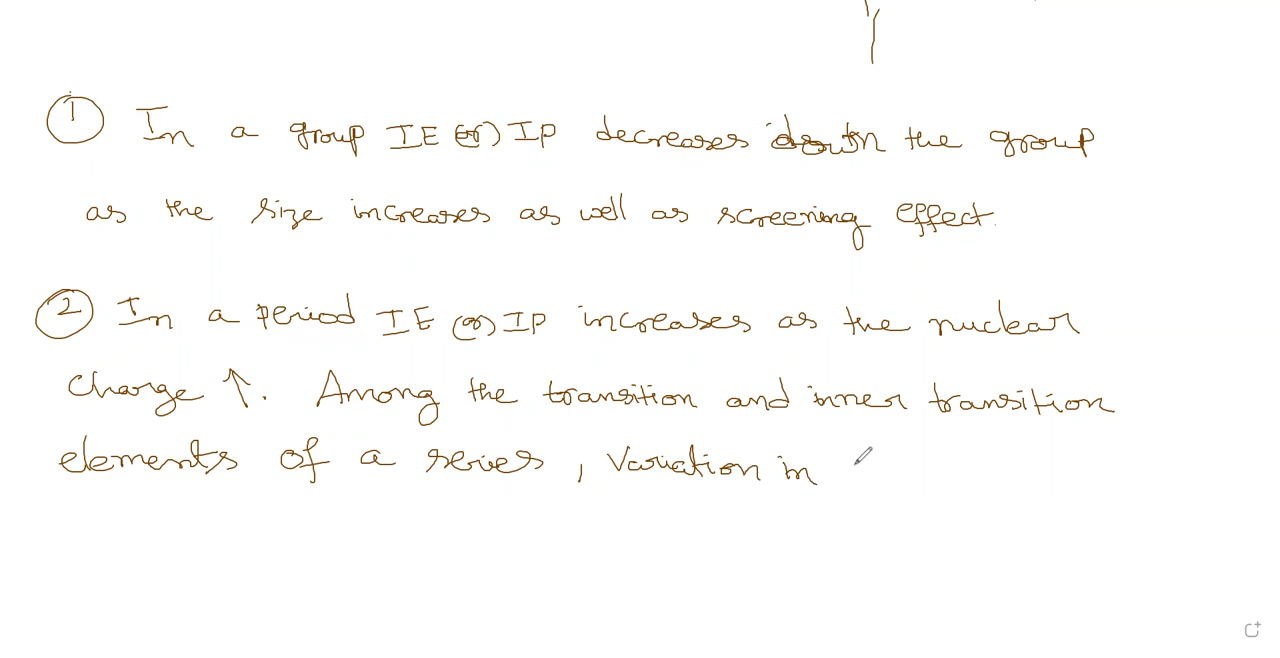 ① In a group IE (or) IP decreases down the group
as the size increases as well as screening effect.
② In a period IE (or) IP increases as the nuclear
charge ↑. Among the transition and inner transition
elements of a series, variation in